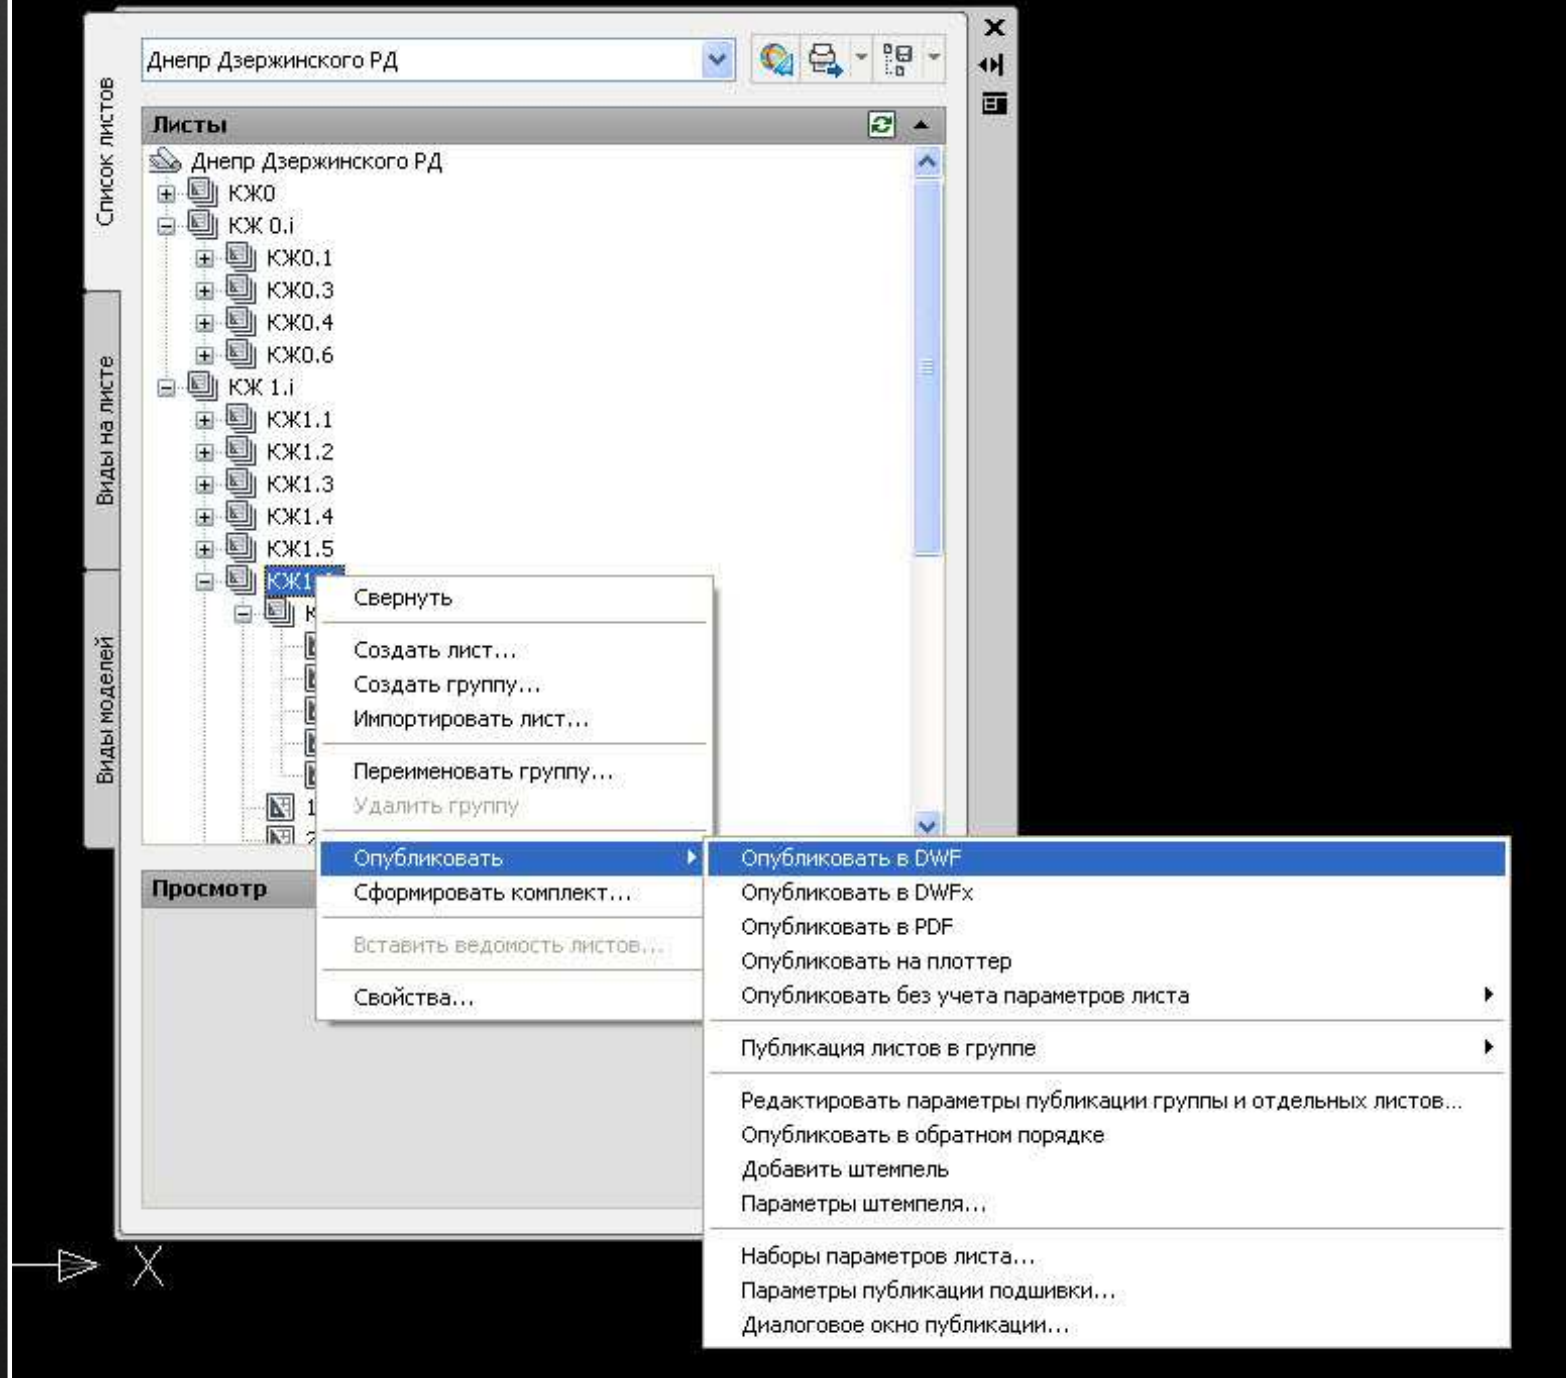 Днепр Дзержинского РД
Список листов
Виды на листе
Виды моделей
Листы
Днепр Дзержинского РД
КЖ0
КЖ 0.i
КЖ0.1
КЖ0.3
КЖ0.4
КЖ0.6
КЖ 1.i
КЖ1.1
КЖ1.2
КЖ1.3
КЖ1.4
КЖ1.5
Свернуть
Создать лист...
Создать группу...
Импортировать лист...
Переименовать группу...
Удалить группу
Опубликовать
Сформировать комплект...
Вставить ведомость листов...
Свойства...
Просмотр
Опубликовать в DWF
Опубликовать в DWFx
Опубликовать в PDF
Опубликовать на плоттер
Опубликовать без учета параметров листа
Публикация листов в группе
Редактировать параметры публикации группы и отдельных листов...
Опубликовать в обратном порядке
Добавить штемпель
Параметры штемпеля...
Наборы параметров листа...
Параметры публикации подшивки...
Диалоговое окно публикации...
X